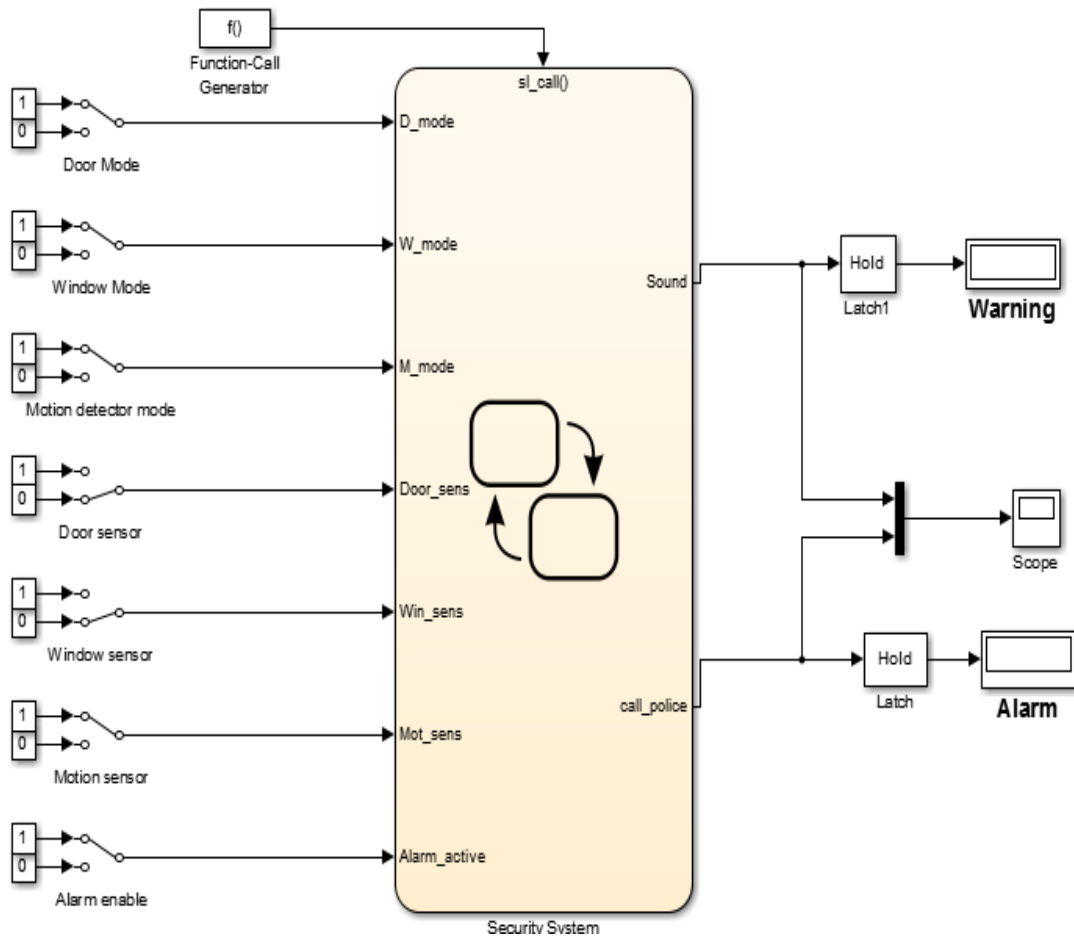 f()
Function-Call
Generator
sl_call()
1
0
Door Mode
D_mode
1
0
Window Mode
W_mode
1
0
Motion detector mode
M_mode
1
0
Door sensor
Door_sens
1
0
Window sensor
Win_sens
1
0
Motion sensor
Mot_sens
1
0
Alarm enable
Alarm_active
Sound
call_police
Security System
Hold
Latch1
Warning
Scope
Hold
Latch
Alarm